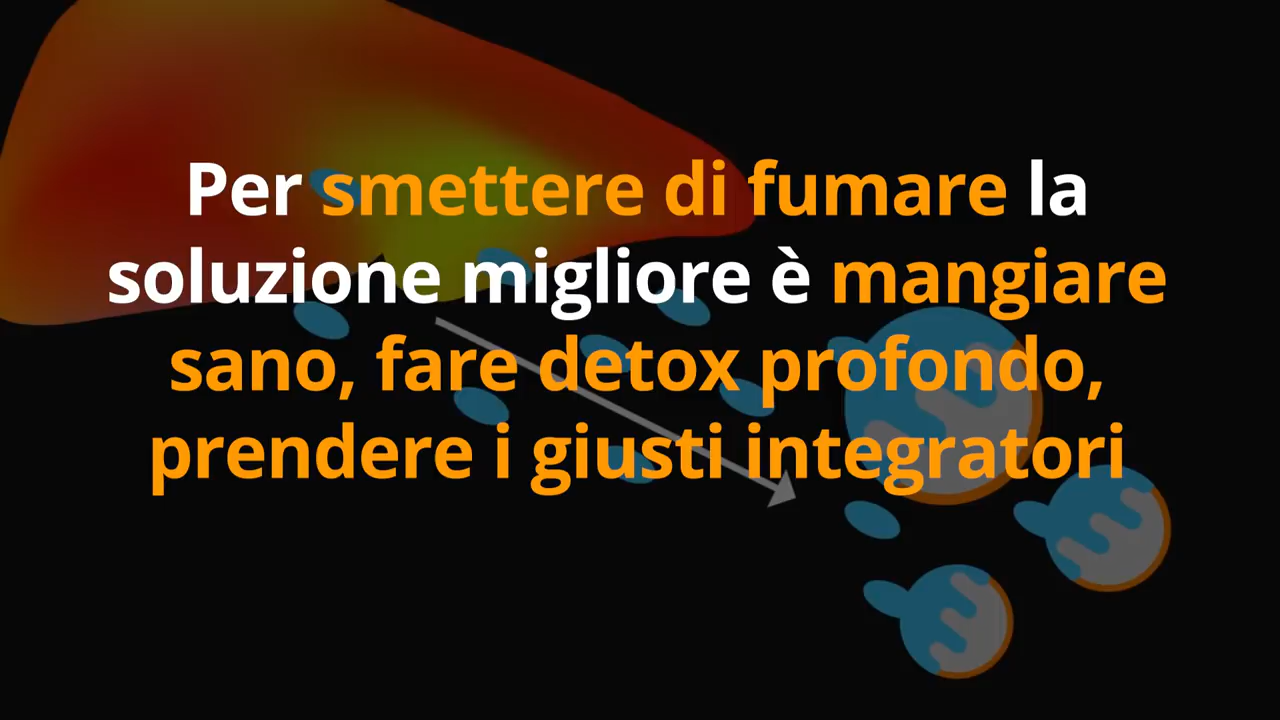 Per smettere di fumare la
soluzione migliore è mangiare
sano, fare detox profondo,
prendere i giusti integratori